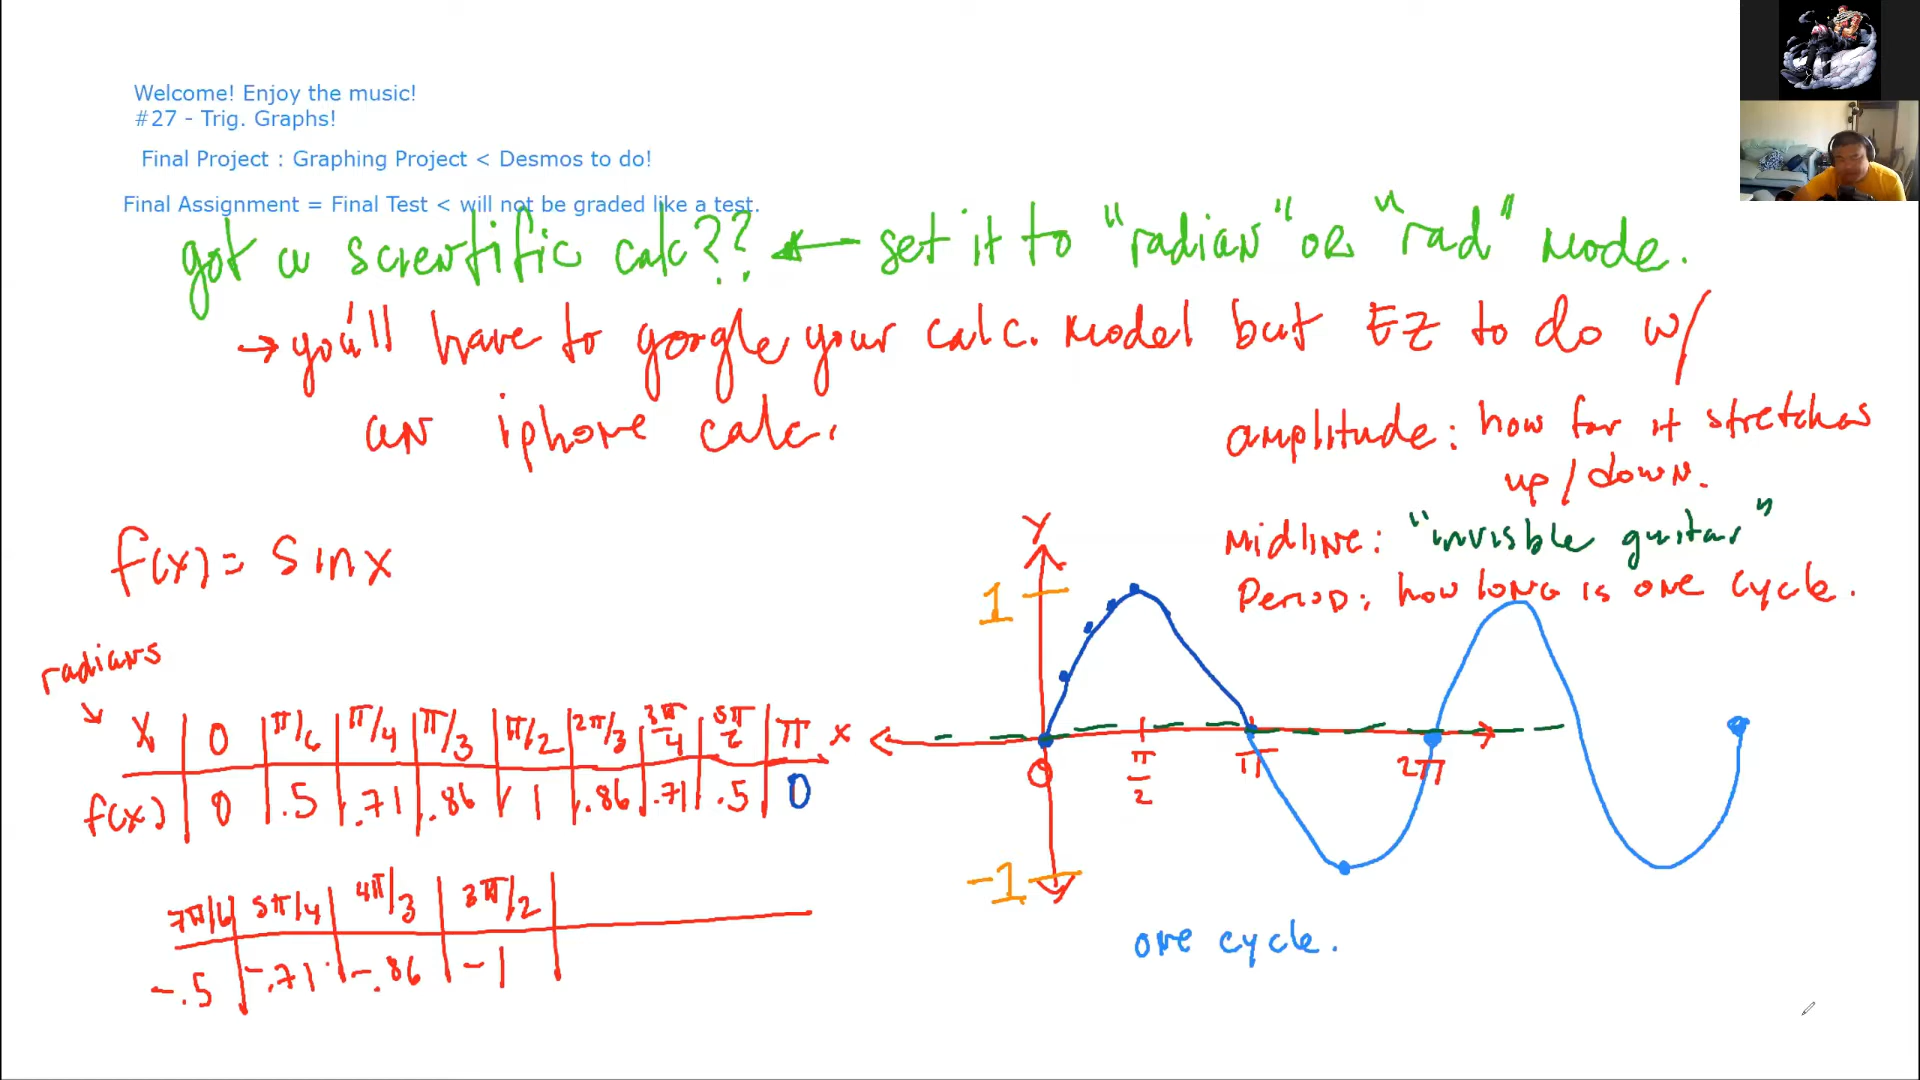 Welcome! Enjoy the music!
#27 - Trig. Graphs!
Final Project : Graphing Project < Desmos to do!
Final Assignment = Final Test < will not be graded like a test.
got a scientific calc?? ← set it to "radian" or "rad" mode.
→ you'll have to google your calc. model but EZ to do w/
an iphone calc.
amplitude: how far it stretches
up/down.
Midline: "invisble guitar"
Period: how long is one cycle.
f(x) = sin x
radians
x | 0 | π/6 | π/4 | π/3 | π/2 | 2π/3 | 3π/4 | 5π/6 | π
f(x) | 0 | .5 | .71 | .86 | 1 | .86 | .71 | .5 | 0
7π/6 | 5π/4 | 4π/3 | 3π/2
-.5 | -.71 | -.86 | -1
y
1
x
0 π/2 π 2π
-1
one cycle.